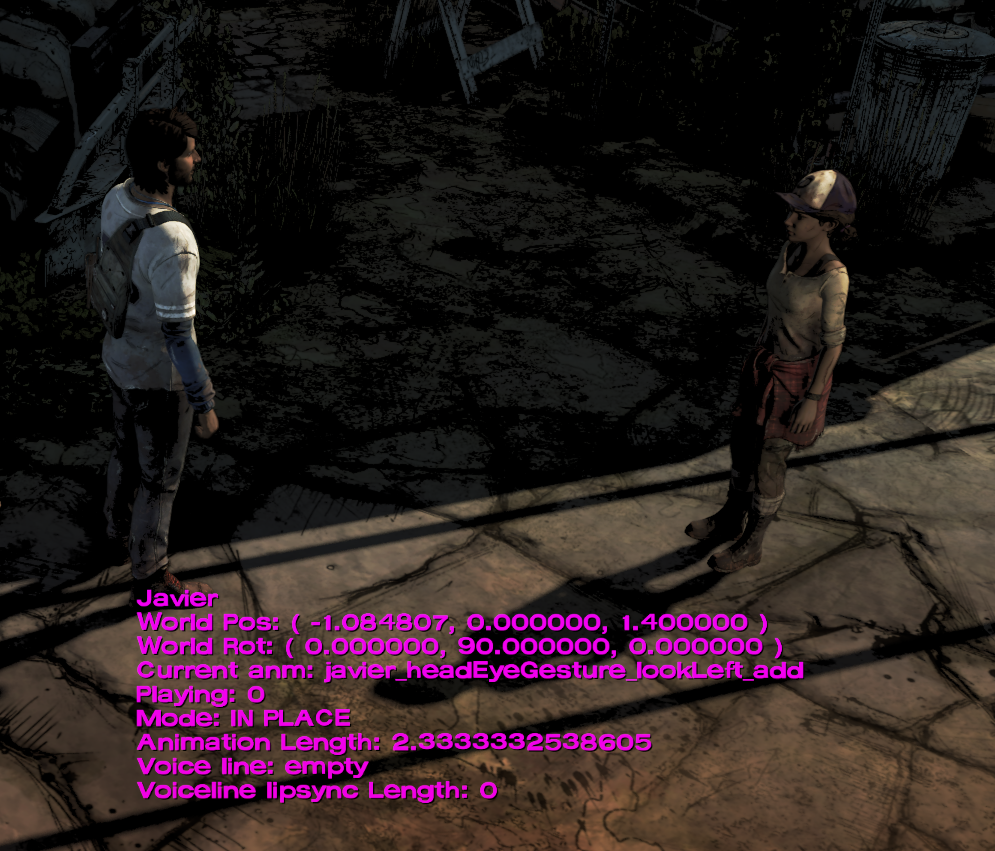 Javier
World Pos: ( -1.084807, 0.000000, 1.400000 )
World Rot: ( 0.000000, 90.000000, 0.000000 )
Current anm: javier_headEyeGesture_lookLeft_add
Playing: 0
Mode: IN PLACE
Animation Length: 2.3333332538605
Voice line: empty
Voiceline lipsync Length: 0